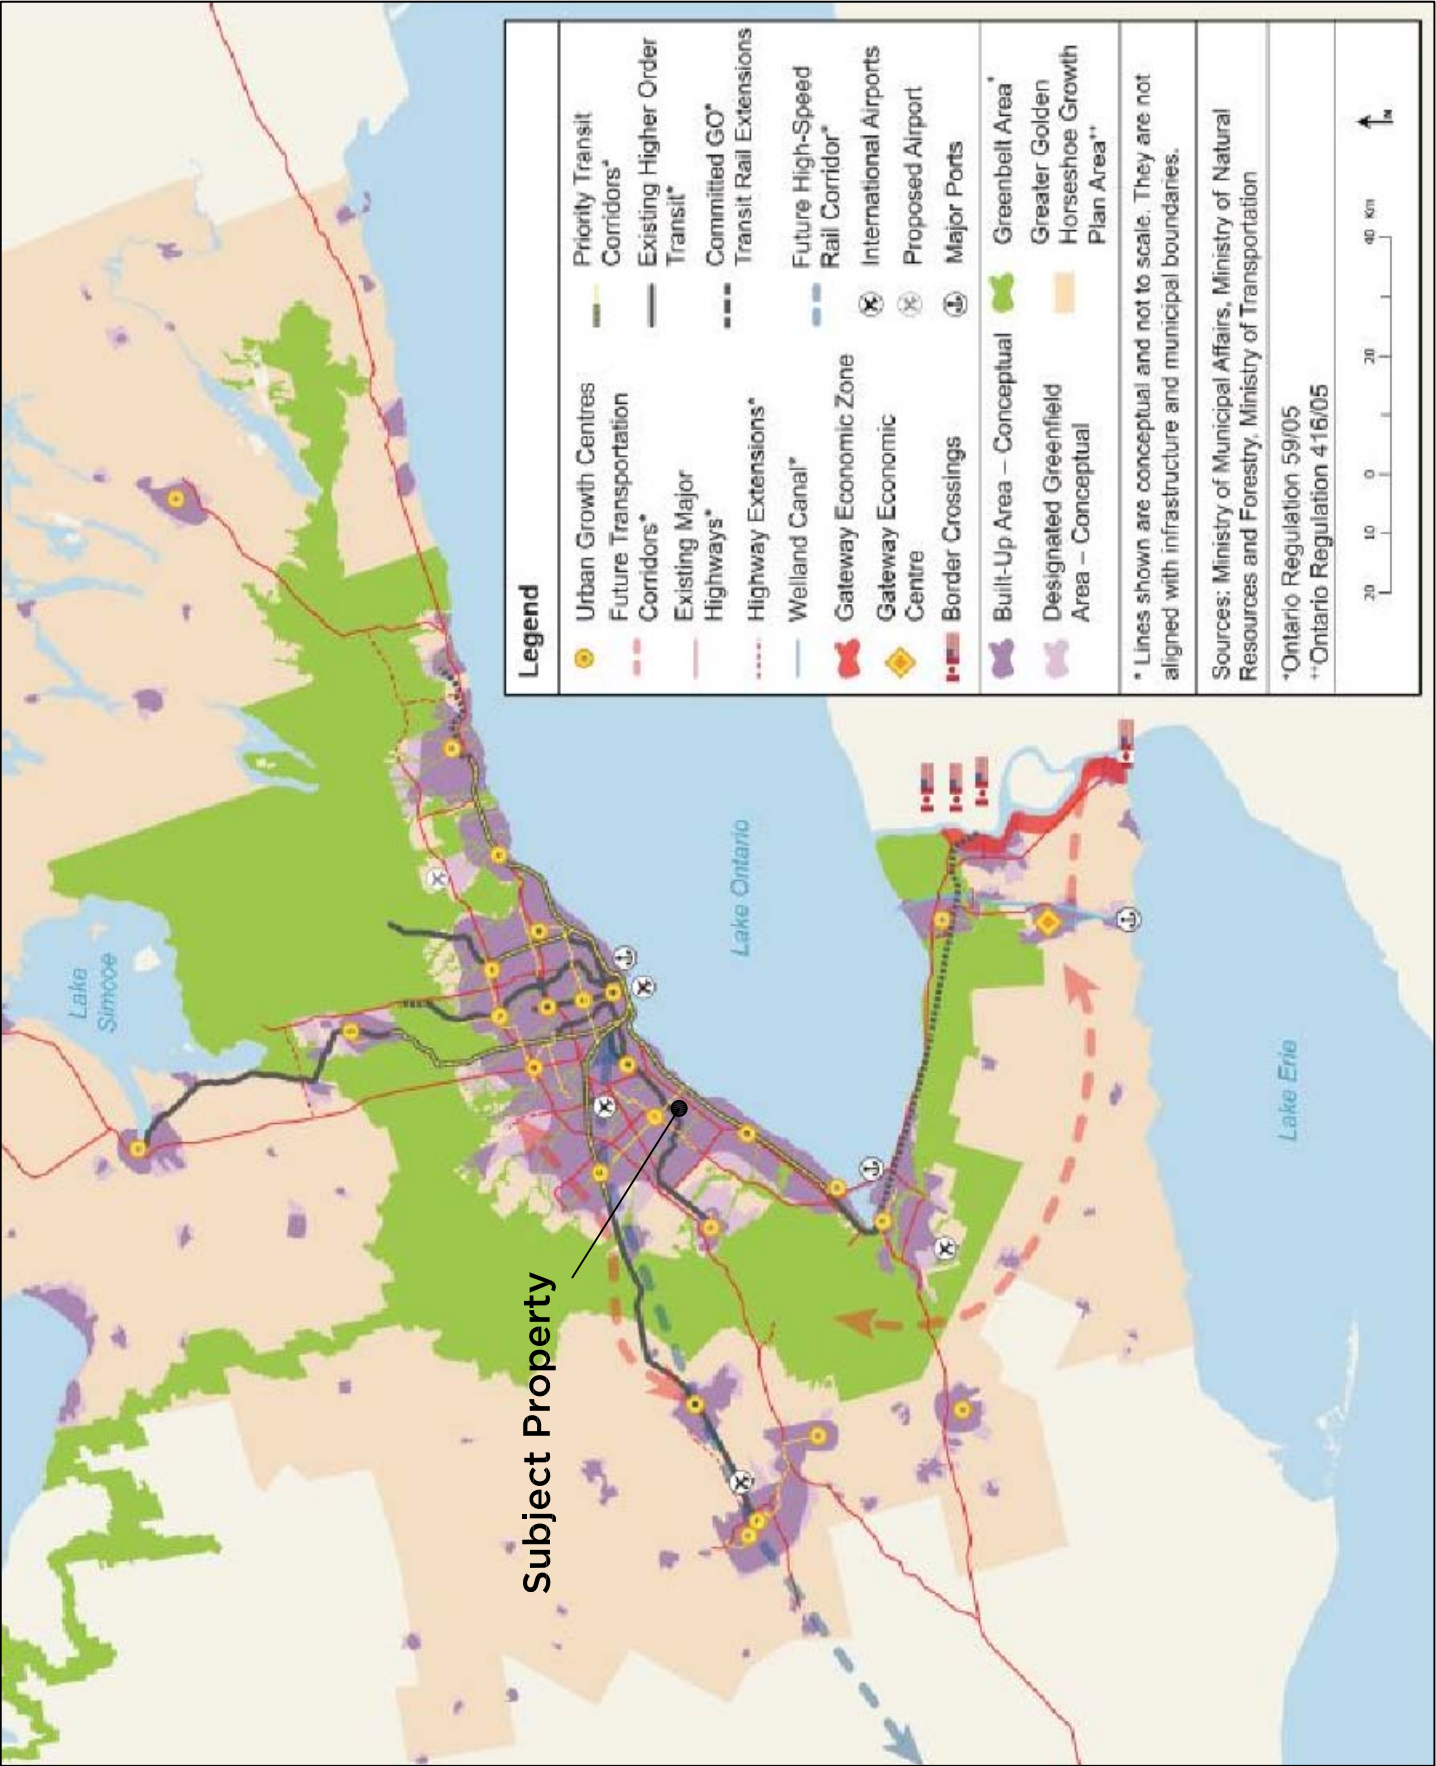 Lake
Simcoe
Lake Ontario
Lake Erie
Subject Property
Legend
Urban Growth Centres
Future Transportation
Corridors*
Existing Major
Highways*
Highway Extensions*
Welland Canal*
Gateway Economic Zone
Gateway Economic
Centre
Border Crossings
Priority Transit
Corridors*
Existing Higher Order
Transit*
Committed GO*
Transit Rail Extensions
Future High-Speed
Rail Corridor*
International Airports
Proposed Airport
Major Ports
Built-Up Area – Conceptual
Designated Greenfield
Area – Conceptual
Greenbelt Area*
Greater Golden
Horseshoe Growth
Plan Area++
* Lines shown are conceptual and not to scale. They are not
aligned with infrastructure and municipal boundaries.
Sources: Ministry of Municipal Affairs, Ministry of Natural
Resources and Forestry, Ministry of Transportation
*Ontario Regulation 59/05
++Ontario Regulation 416/05
20 10 0 20 40 Km
N